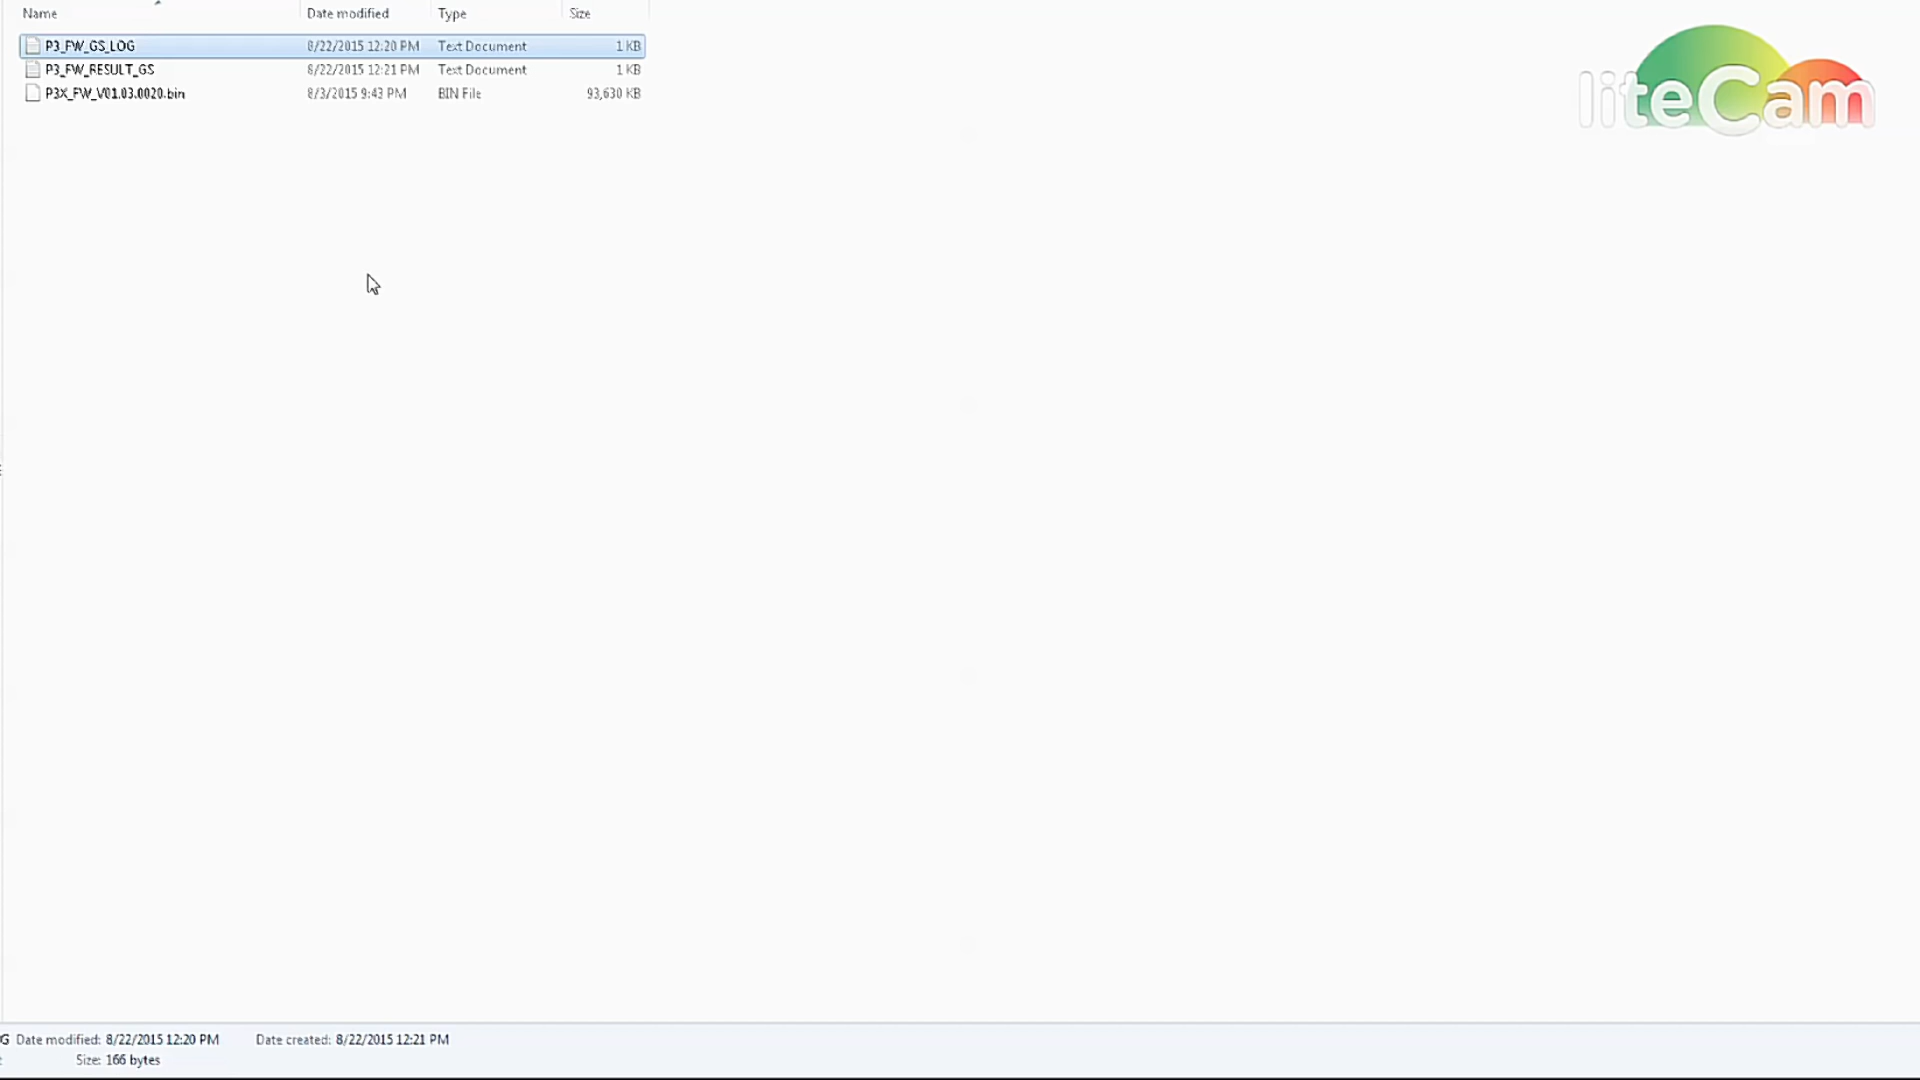 Name Date modified Type Size
P3_FW_GS_LOG 8/22/2015 12:20 PM Text Document 1 KB
P3_FW_RESULT_GS 8/22/2015 12:21 PM Text Document 1 KB
P3X_FW_V01.03.0020.bin 8/3/2015 9:43 PM BIN File 93,630 KB
liteCam
G Date modified: 8/22/2015 12:20 PM Date created: 8/22/2015 12:21 PM
Size: 166 bytes